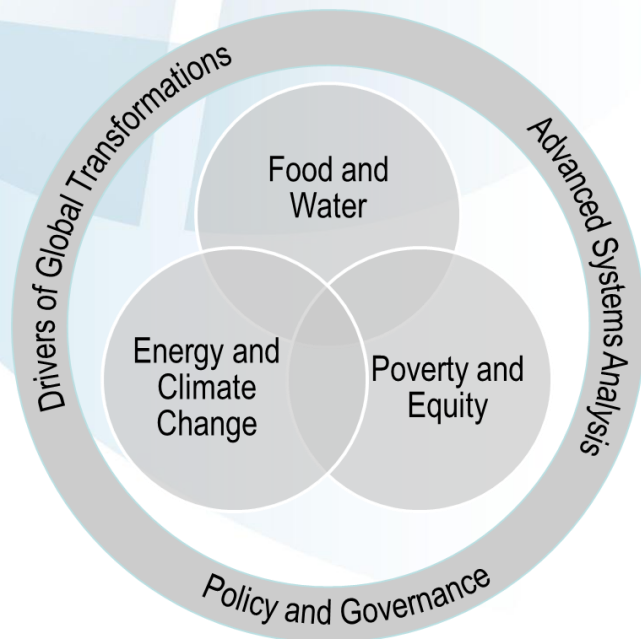 Drivers of Global Transformations
Advanced Systems Analysis
Food and
Water
Energy and
Climate
Change
Poverty and
Equity
Policy and Governance